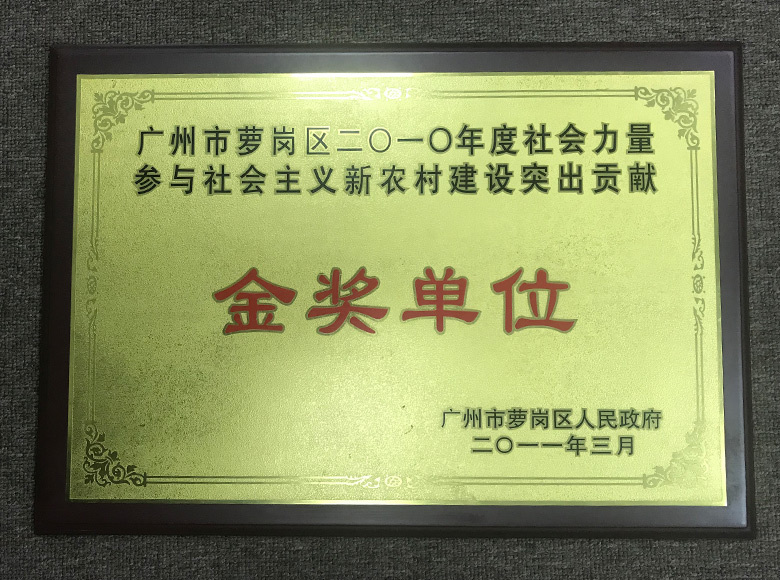 广州市萝岗区二〇一〇年度社会力量
参与社会主义新农村建设突出贡献
金奖单位
广州市萝岗区人民政府
二〇一一年三月